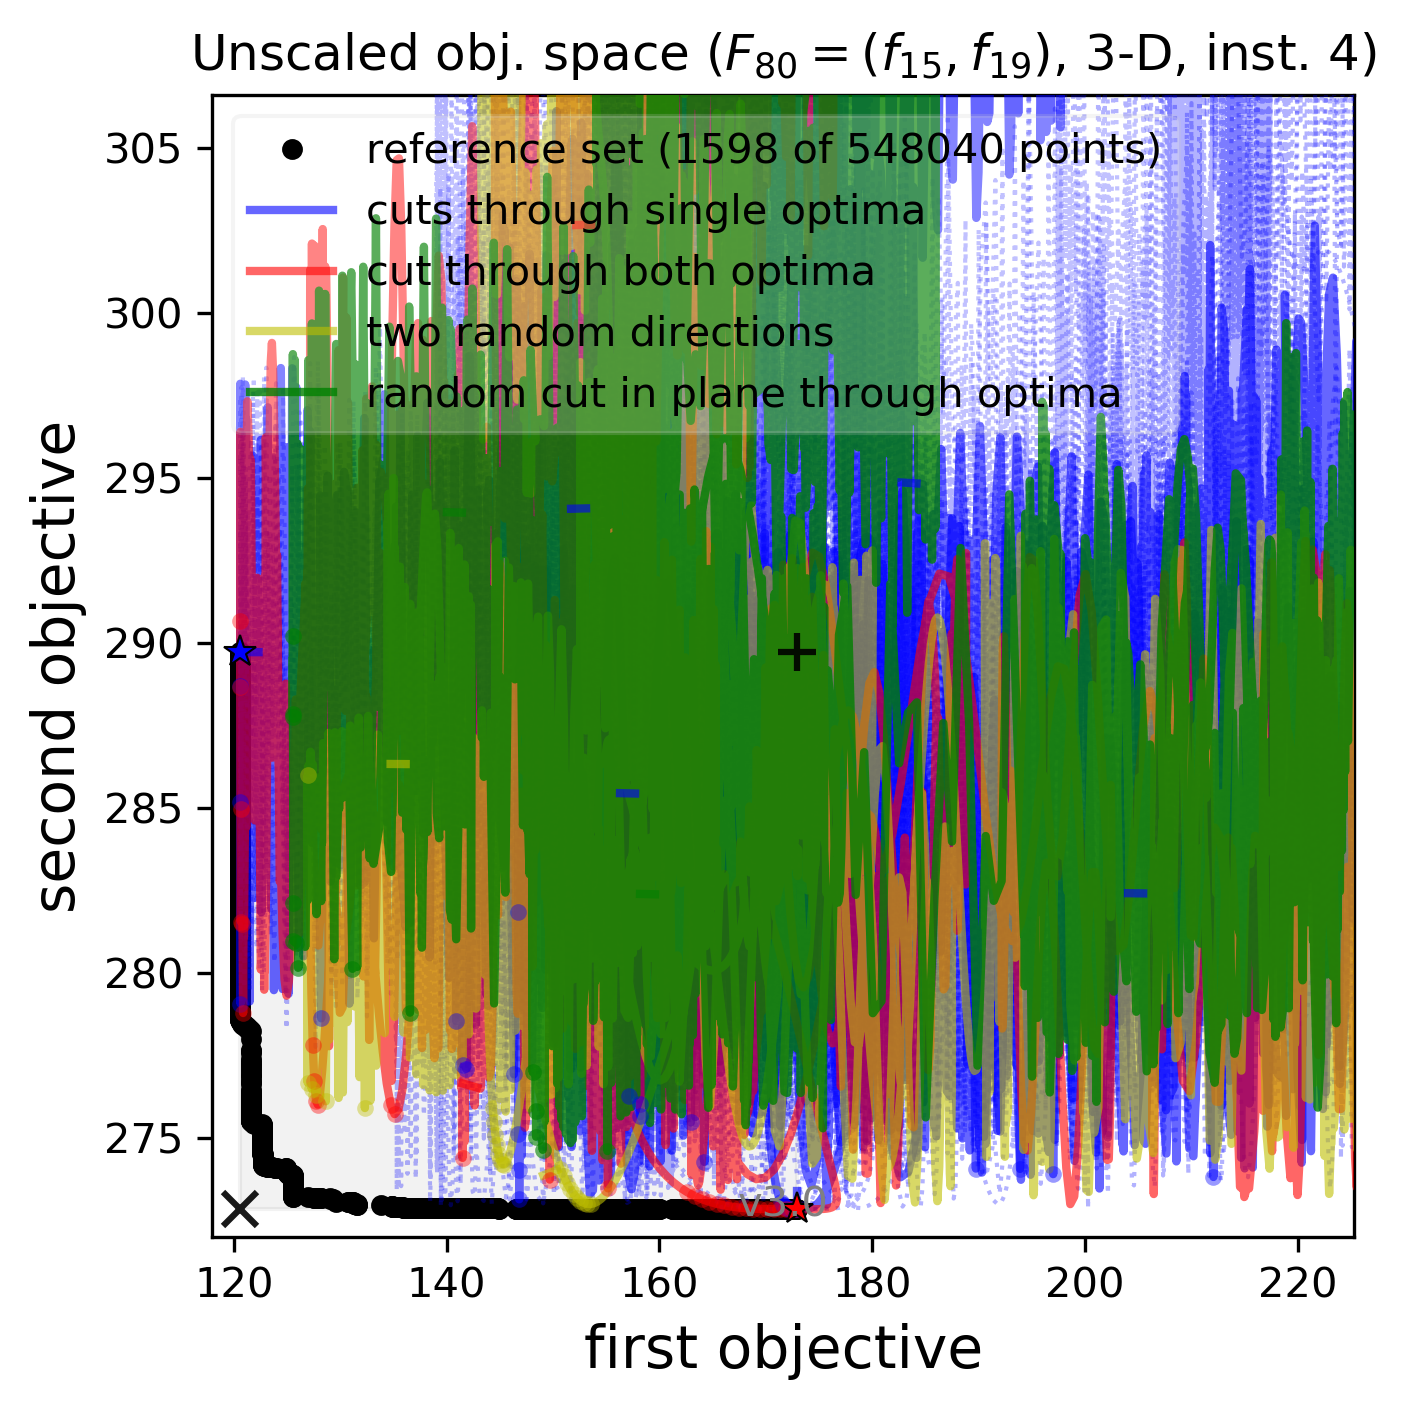 Unscaled obj. space (F₈₀ = (f₁₅, f₁₉), 3-D, inst. 4)
305
300
295
290
285
280
275
second objective
reference set (1598 of 548040 points)
cuts through single optima
cut through both optima
two random directions
random cut in plane through optima
v3.0
120
140
160
180
200
220
first objective